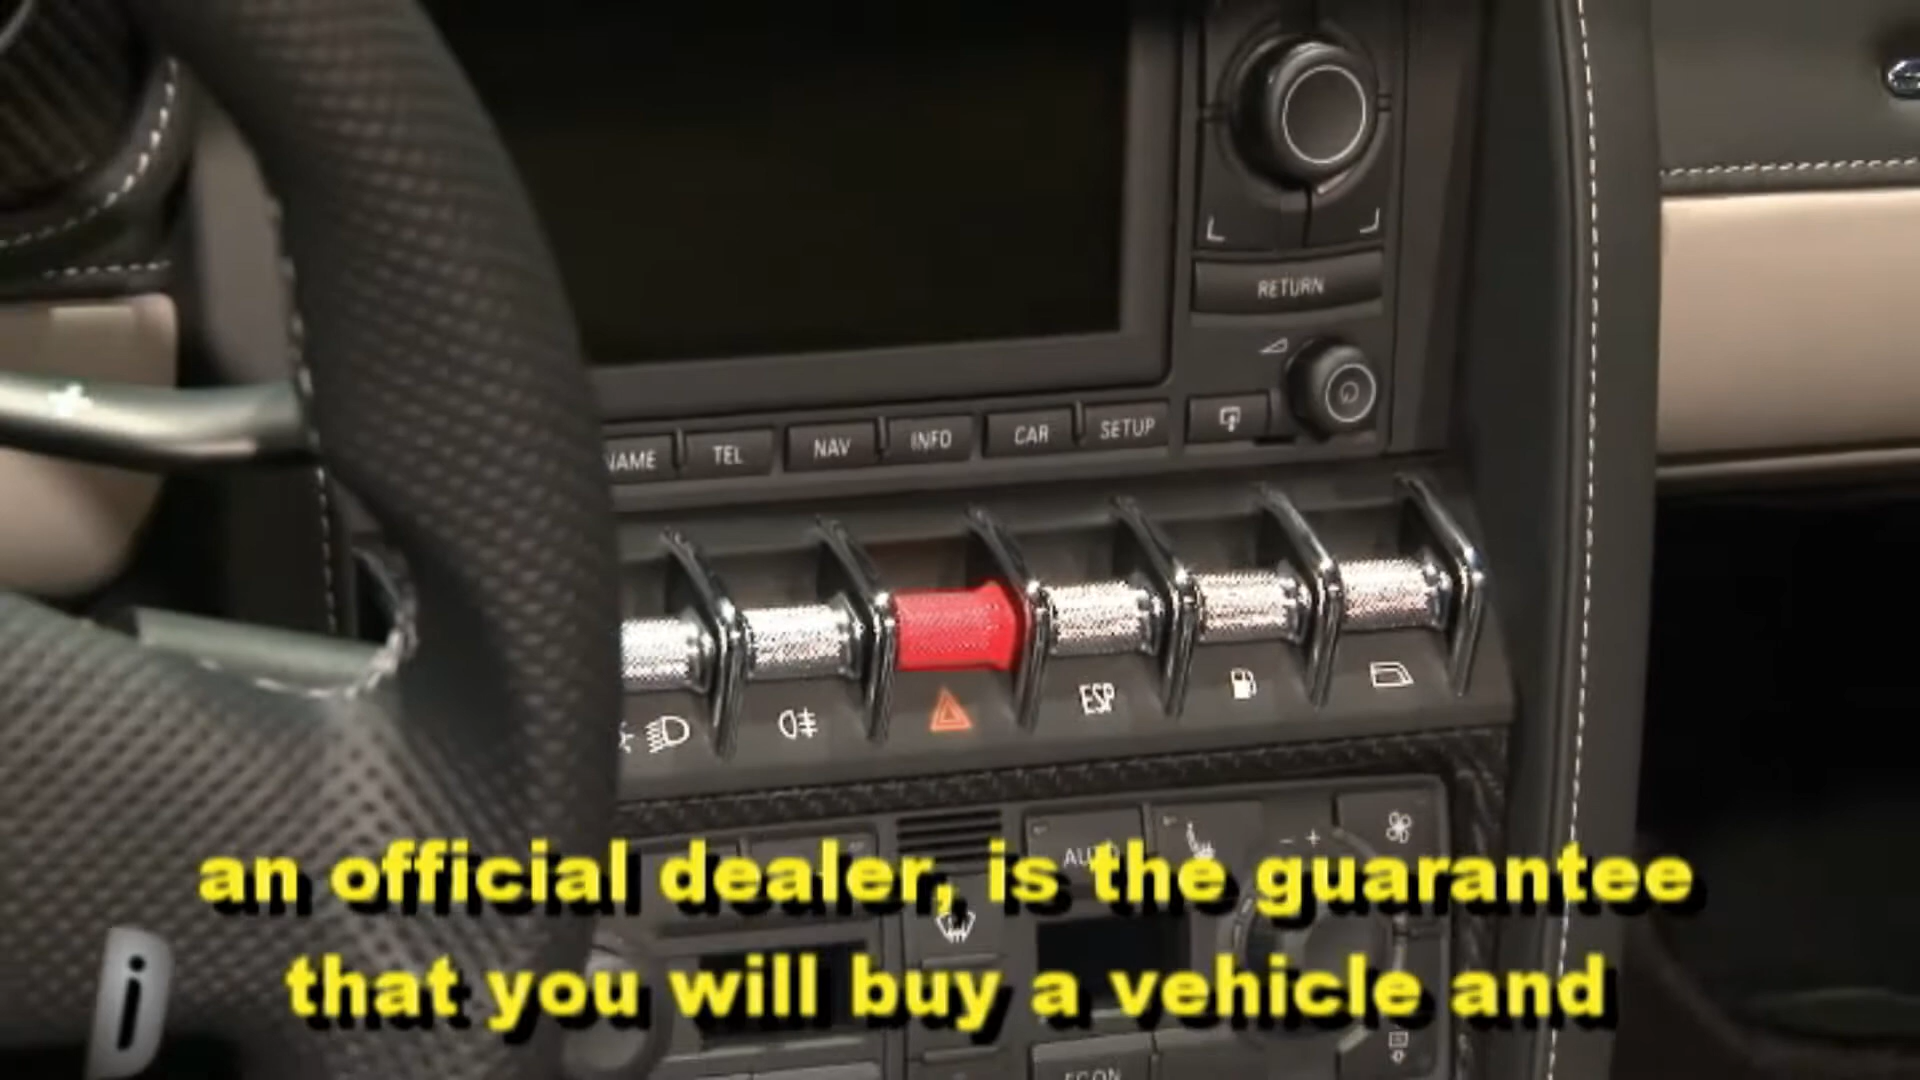 RETURN
NAME TEL NAV INFO CAR SETUP
ESP
AUTO
an official dealer, is the guarantee
that you will buy a vehicle and
i
ECON